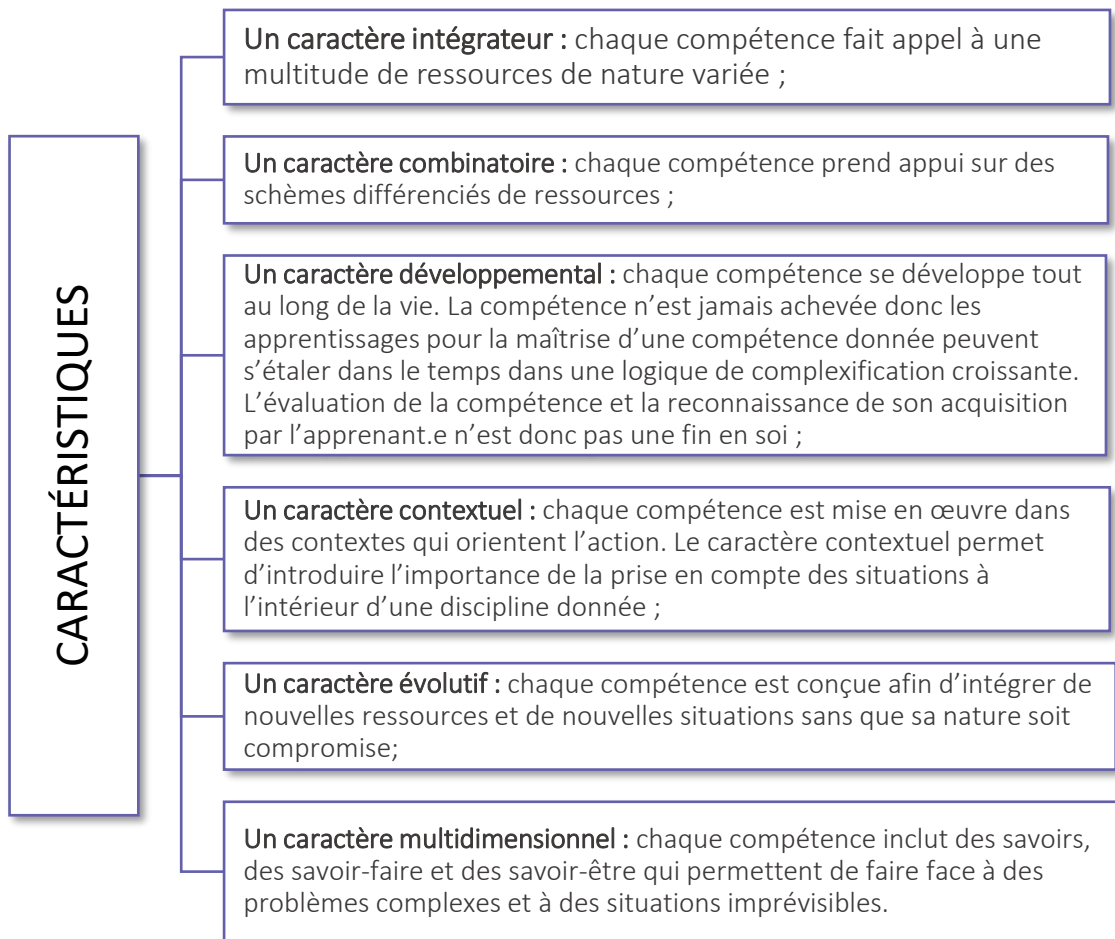 CARACTÉRISTIQUES
Un caractère intégrateur : chaque compétence fait appel à une
multitude de ressources de nature variée ;
Un caractère combinatoire : chaque compétence prend appui sur des
schèmes différenciés de ressources ;
Un caractère développemental : chaque compétence se développe tout
au long de la vie. La compétence n’est jamais achevée donc les
apprentissages pour la maîtrise d’une compétence donnée peuvent
s’étaler dans le temps dans une logique de complexification croissante.
L’évaluation de la compétence et la reconnaissance de son acquisition
par l’apprenant.e n’est donc pas une fin en soi ;
Un caractère contextuel : chaque compétence est mise en œuvre dans
des contextes qui orientent l’action. Le caractère contextuel permet
d’introduire l’importance de la prise en compte des situations à
l’intérieur d’une discipline donnée ;
Un caractère évolutif : chaque compétence est conçue afin d’intégrer de
nouvelles ressources et de nouvelles situations sans que sa nature soit
compromise;
Un caractère multidimensionnel : chaque compétence inclut des savoirs,
des savoir-faire et des savoir-être qui permettent de faire face à des
problèmes complexes et à des situations imprévisibles.